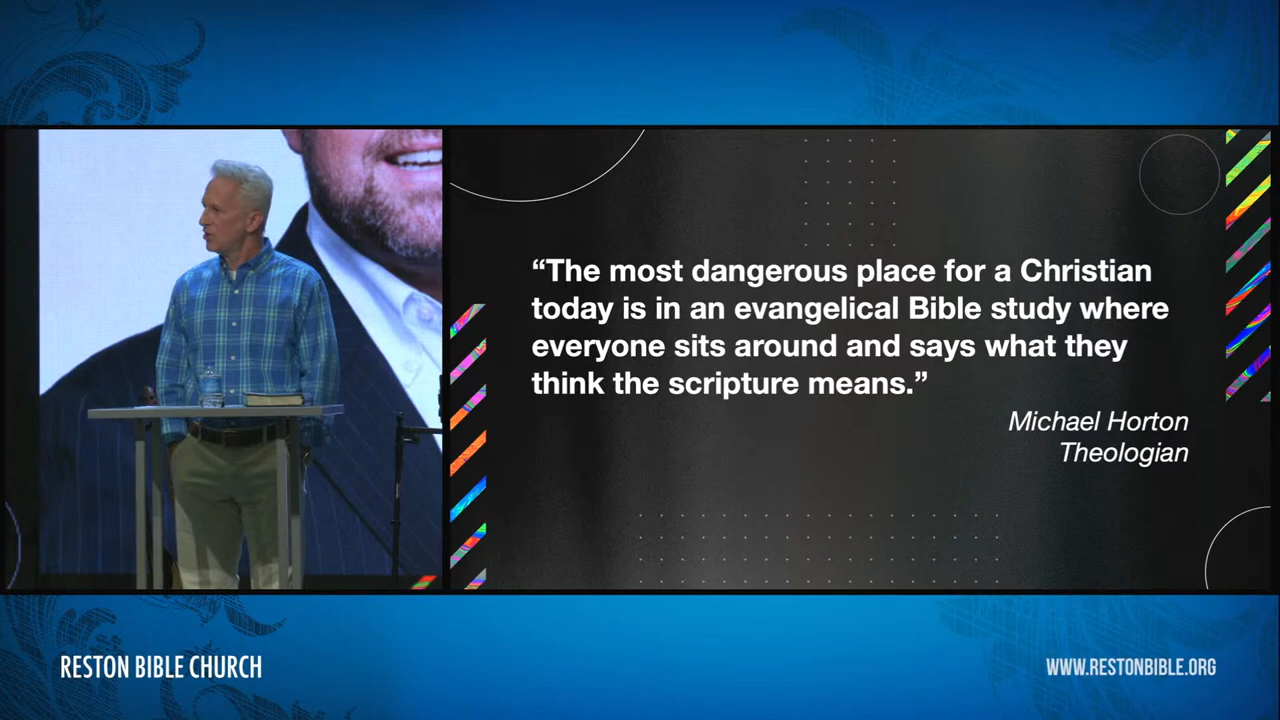 “The most dangerous place for a Christian
today is in an evangelical Bible study where
everyone sits around and says what they
think the scripture means.”
Michael Horton
Theologian
RESTON BIBLE CHURCH
WWW.RESTONBIBLE.ORG